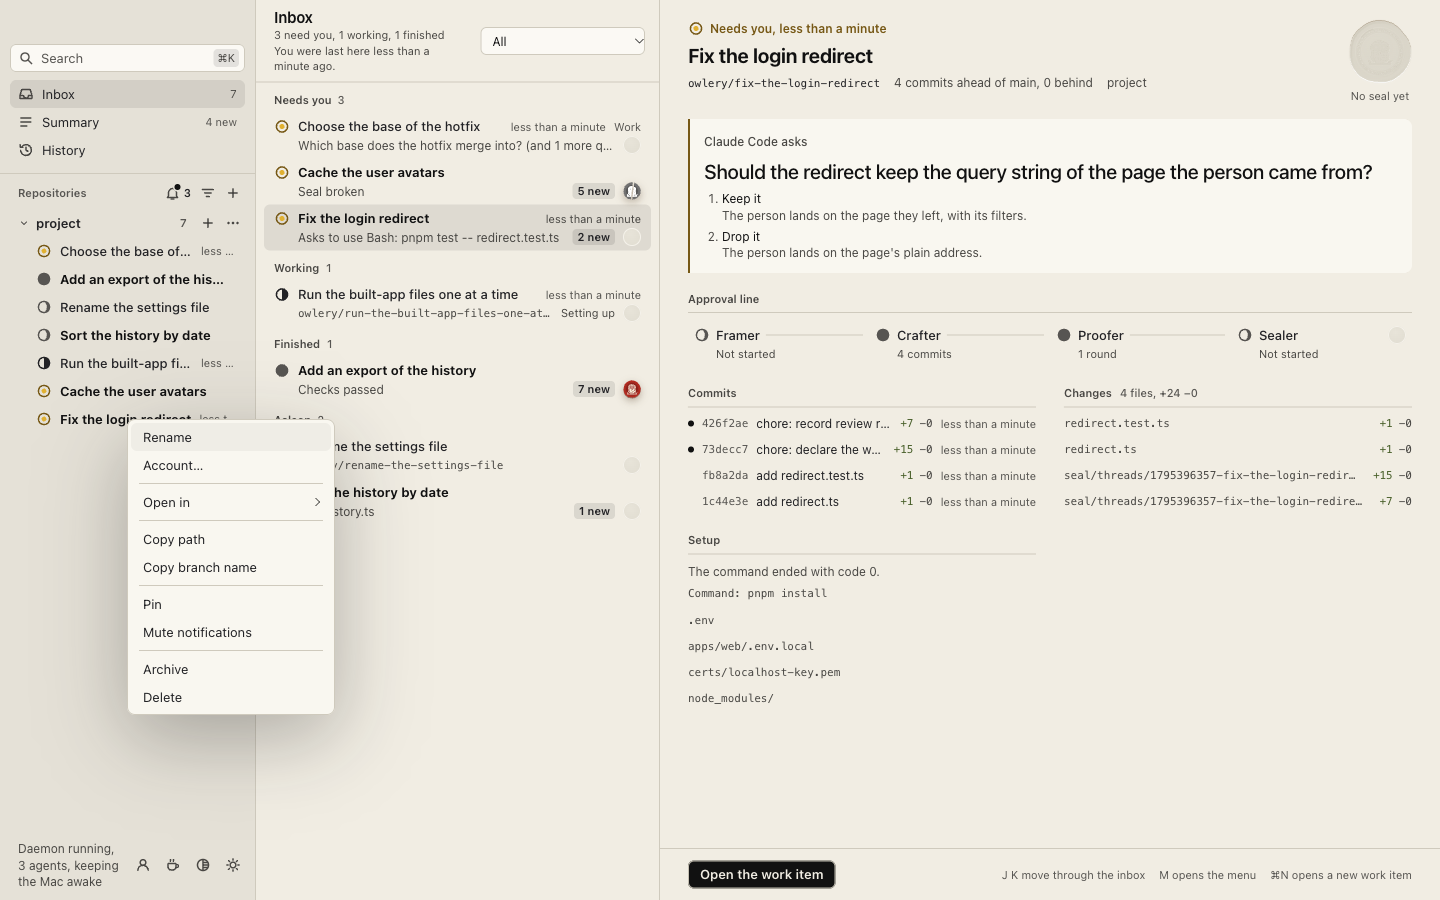 Search ⌘K
Inbox 7
Summary 4 new
History
Repositories 3
project 7
Choose the base of... less ...
Add an export of the his...
Rename the settings file
Sort the history by date
Run the built-app fi... less ...
Cache the user avatars
Fix the login redirect
Rename
Account...
Open in
Copy path
Copy branch name
Pin
Mute notifications
Archive
Delete
Daemon running,
3 agents, keeping
the Mac awake
Inbox
3 need you, 1 working, 1 finished
You were last here less than a
minute ago.
All
Needs you 3
Choose the base of the hotfix less than a minute Work
Which base does the hotfix merge into? (and 1 more q...
Cache the user avatars
Seal broken 5 new
Fix the login redirect less than a minute
Asks to use Bash: pnpm test -- redirect.test.ts 2 new
Working 1
Run the built-app files one at a time less than a minute
owlery/run-the-built-app-files-one-at… Setting up
Finished 1
Add an export of the history
Checks passed 7 new
me the settings file
/rename-the-settings-file
he history by date
story.ts 1 new
Needs you, less than a minute
Fix the login redirect
owlery/fix-the-login-redirect 4 commits ahead of main, 0 behind project
No seal yet
Claude Code asks
Should the redirect keep the query string of the page the person came from?
1. Keep it
The person lands on the page they left, with its filters.
2. Drop it
The person lands on the page's plain address.
Approval line
Framer Crafter Proofer Sealer
Not started 4 commits 1 round Not started
Commits
426f2ae chore: record review r... +7 −0 less than a minute
73decc7 chore: declare the w... +15 −0 less than a minute
fb8a2da add redirect.test.ts +1 −0 less than a minute
1c44e3e add redirect.ts +1 −0 less than a minute
Changes 4 files, +24 −0
redirect.test.ts +1 −0
redirect.ts +1 −0
seal/threads/1795396357-fix-the-login-redir… +15 −0
seal/threads/1795396357-fix-the-login-redire… +7 −0
Setup
The command ended with code 0.
Command: pnpm install
.env
apps/web/.env.local
certs/localhost-key.pem
node_modules/
Open the work item
J K move through the inbox M opens the menu ⌘N opens a new work item